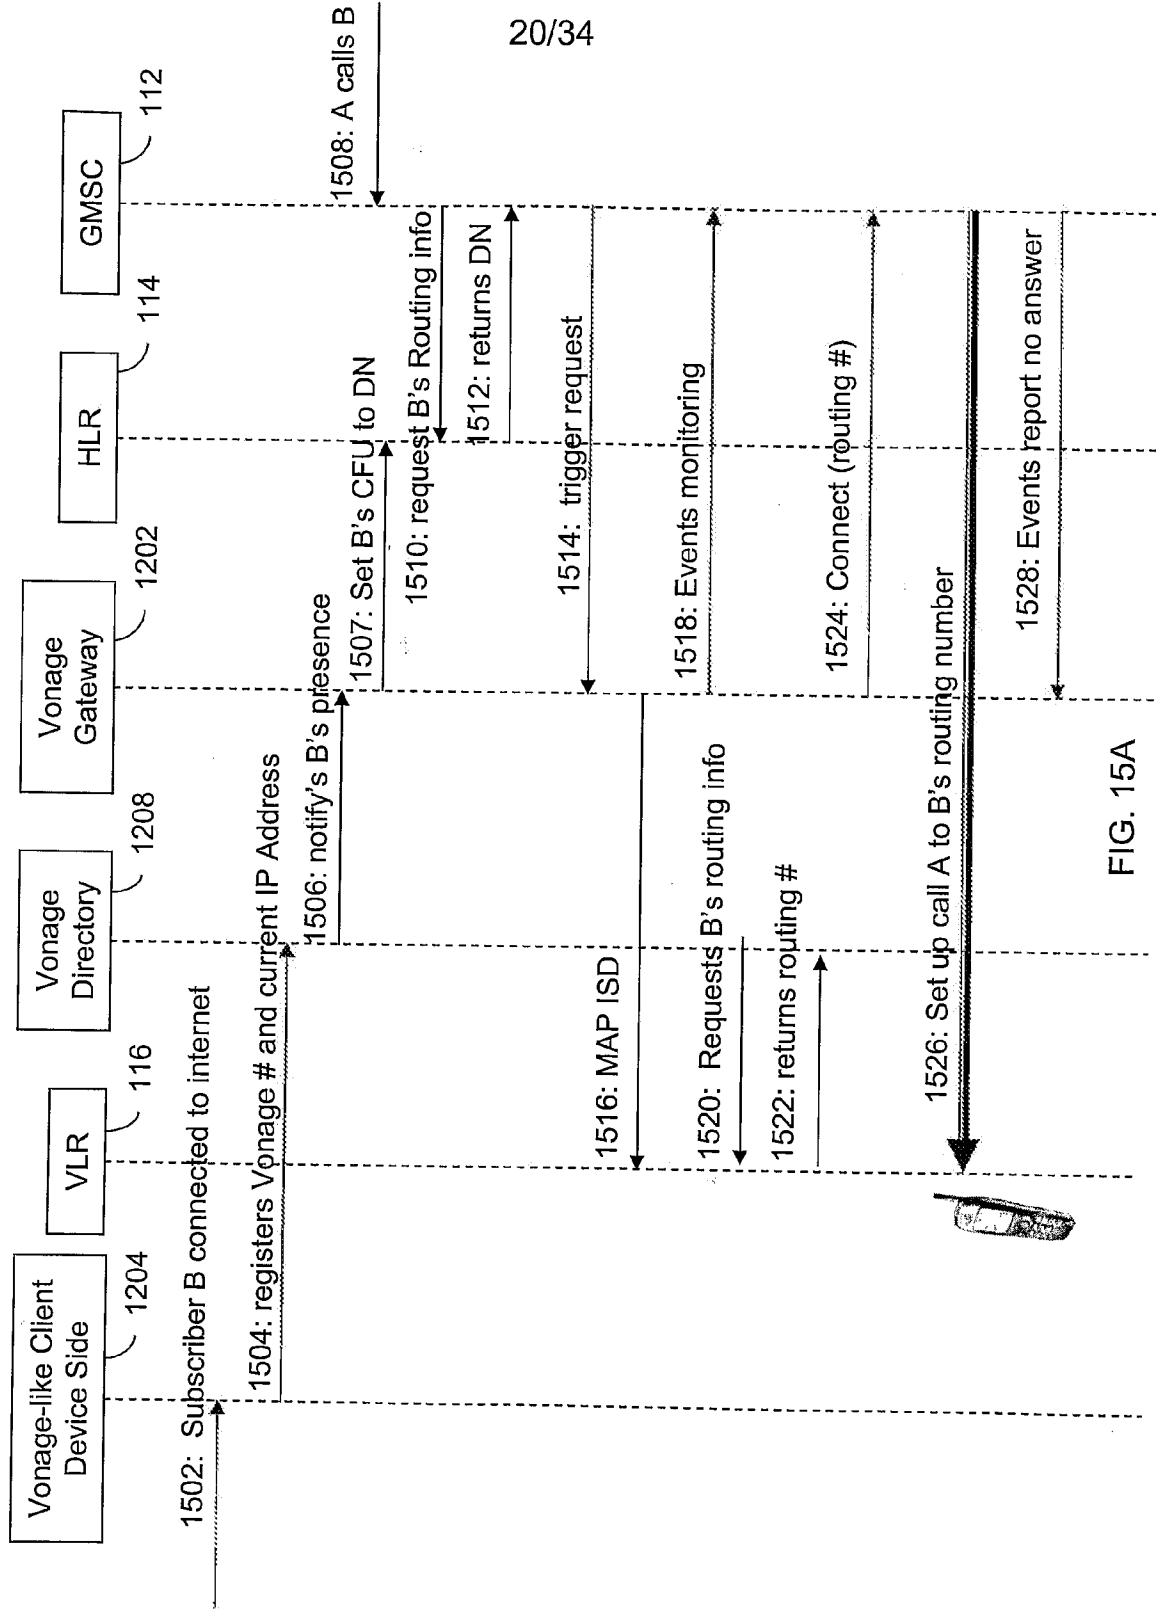 20/34
Vonage-like Client
Device Side
1204
VLR
116
Vonage
Directory
1208
Vonage
Gateway
1202
HLR
114
GMSC
112
1502: Subscriber B connected to internet
1504: registers Vonage # and current IP Address
1506: notify's B's presence
1507: Set B's CFU to DN
1508: A calls B
1510: request B's Routing info
1512: returns DN
1514: trigger request
1516: MAP ISD
1518: Events monitoring
1520: Requests B's routing info
1522: returns routing #
1524: Connect (routing #)
1526: Set up call A to B's routing number
1528: Events report no answer
FIG. 15A